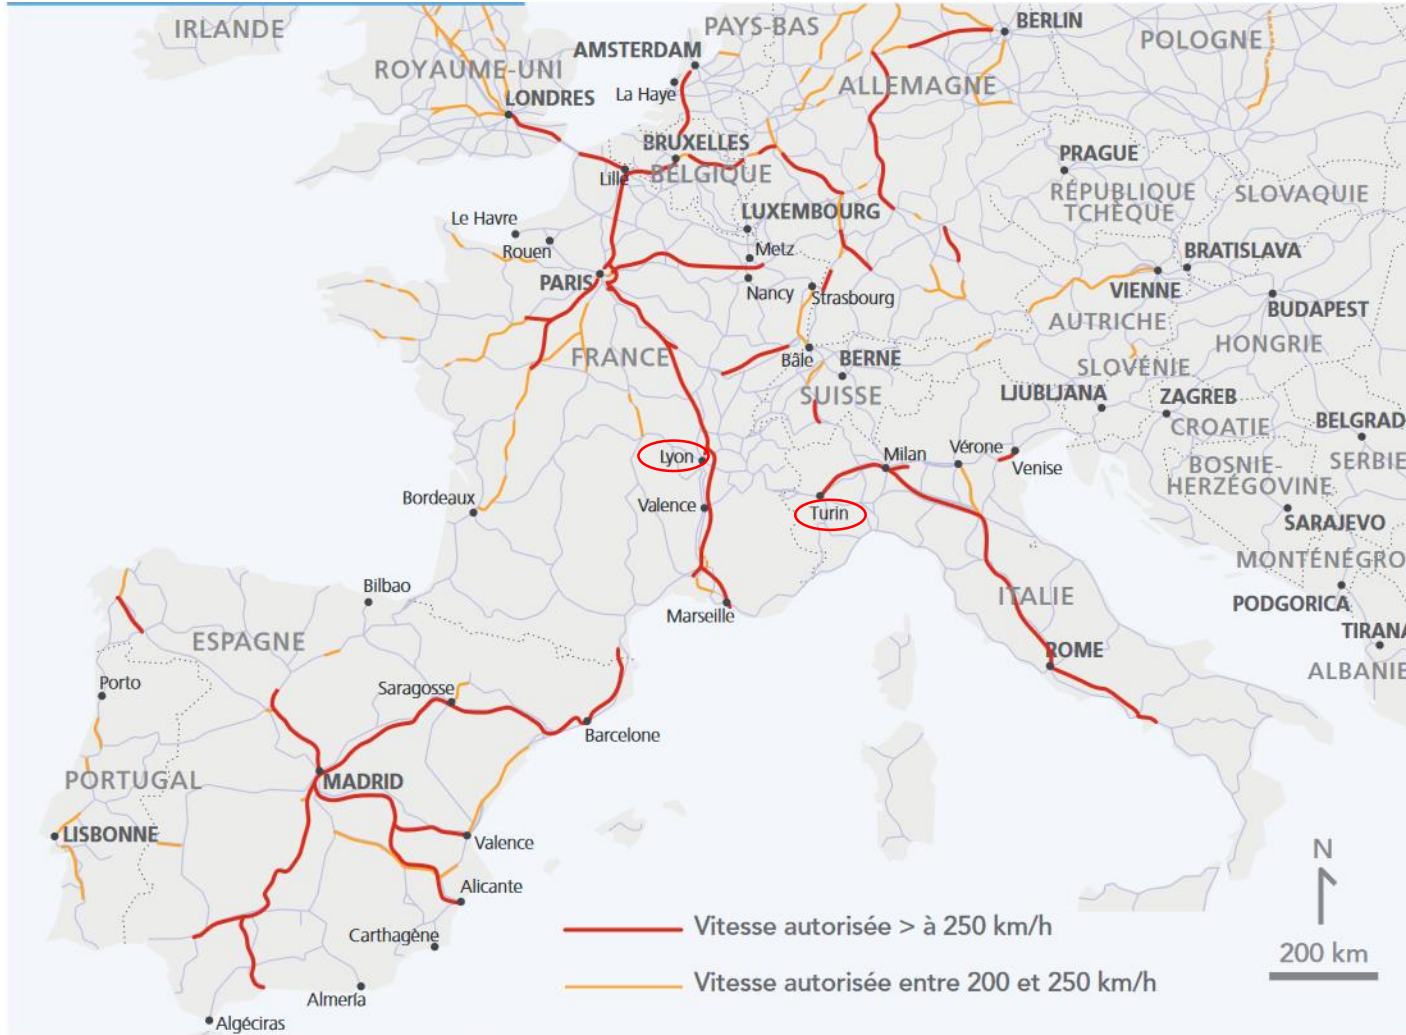 IRLANDE
ROYAUME-UNI
LONDRES
PAYS-BAS
AMSTERDAM
La Haye
BERLIN
POLOGNE
ALLEMAGNE
BRUXELLES
BELGIQUE
Lille
PRAGUE
RÉPUBLIQUE
TCHÈQUE
SLOVAQUIE
LUXEMBOURG
Le Havre
Rouen
Metz
PARIS
Nancy
Strasbourg
BRATISLAVA
VIENNE
BUDAPEST
AUTRICHE
HONGRIE
FRANCE
Bâle
BERNE
SUISSE
SLOVÉNIE
LJUBLJANA
ZAGREB
CROATIE
BELGRAD
SERBIE
Lyon
Milan
Vérone
Venise
BOSNIE-
HERZÉGOVINE
Bordeaux
Valence
Turin
SARAJEVO
MONTÉNÉGRO
Bilbao
Marseille
ITALIE
PODGORICA
TIRANA
ESPAGNE
ROME
ALBANIE
Porto
Saragosse
Barcelone
PORTUGAL
MADRID
LISBONNE
Valence
Alicante
Carthagène
Almería
Algéciras
Vitesse autorisée > à 250 km/h
Vitesse autorisée entre 200 et 250 km/h
N
200 km